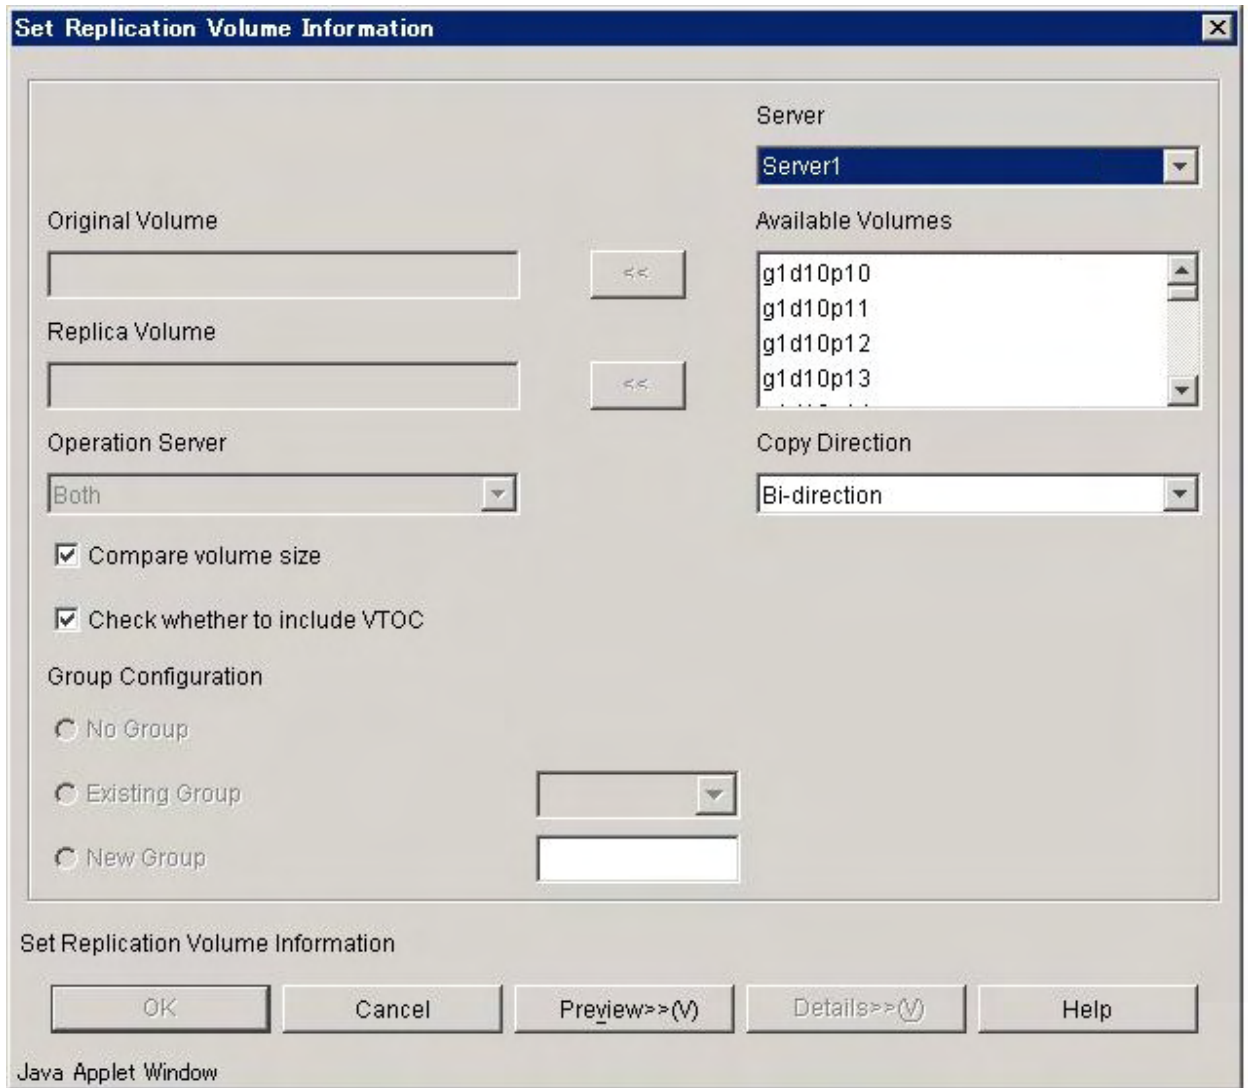 Set Replication Volume Information
Server
Server1
Original Volume
Available Volumes
<<
g1d10p10
g1d10p11
Replica Volume
g1d10p12
<<
g1d10p13
Operation Server
Copy Direction
Both
Bi-direction
Compare volume size
Check whether to include VTOC
Group Configuration
No Group
Existing Group
New Group
Set Replication Volume Information
OK Cancel Preview>>(V) Details>>(V) Help
Java Applet Window